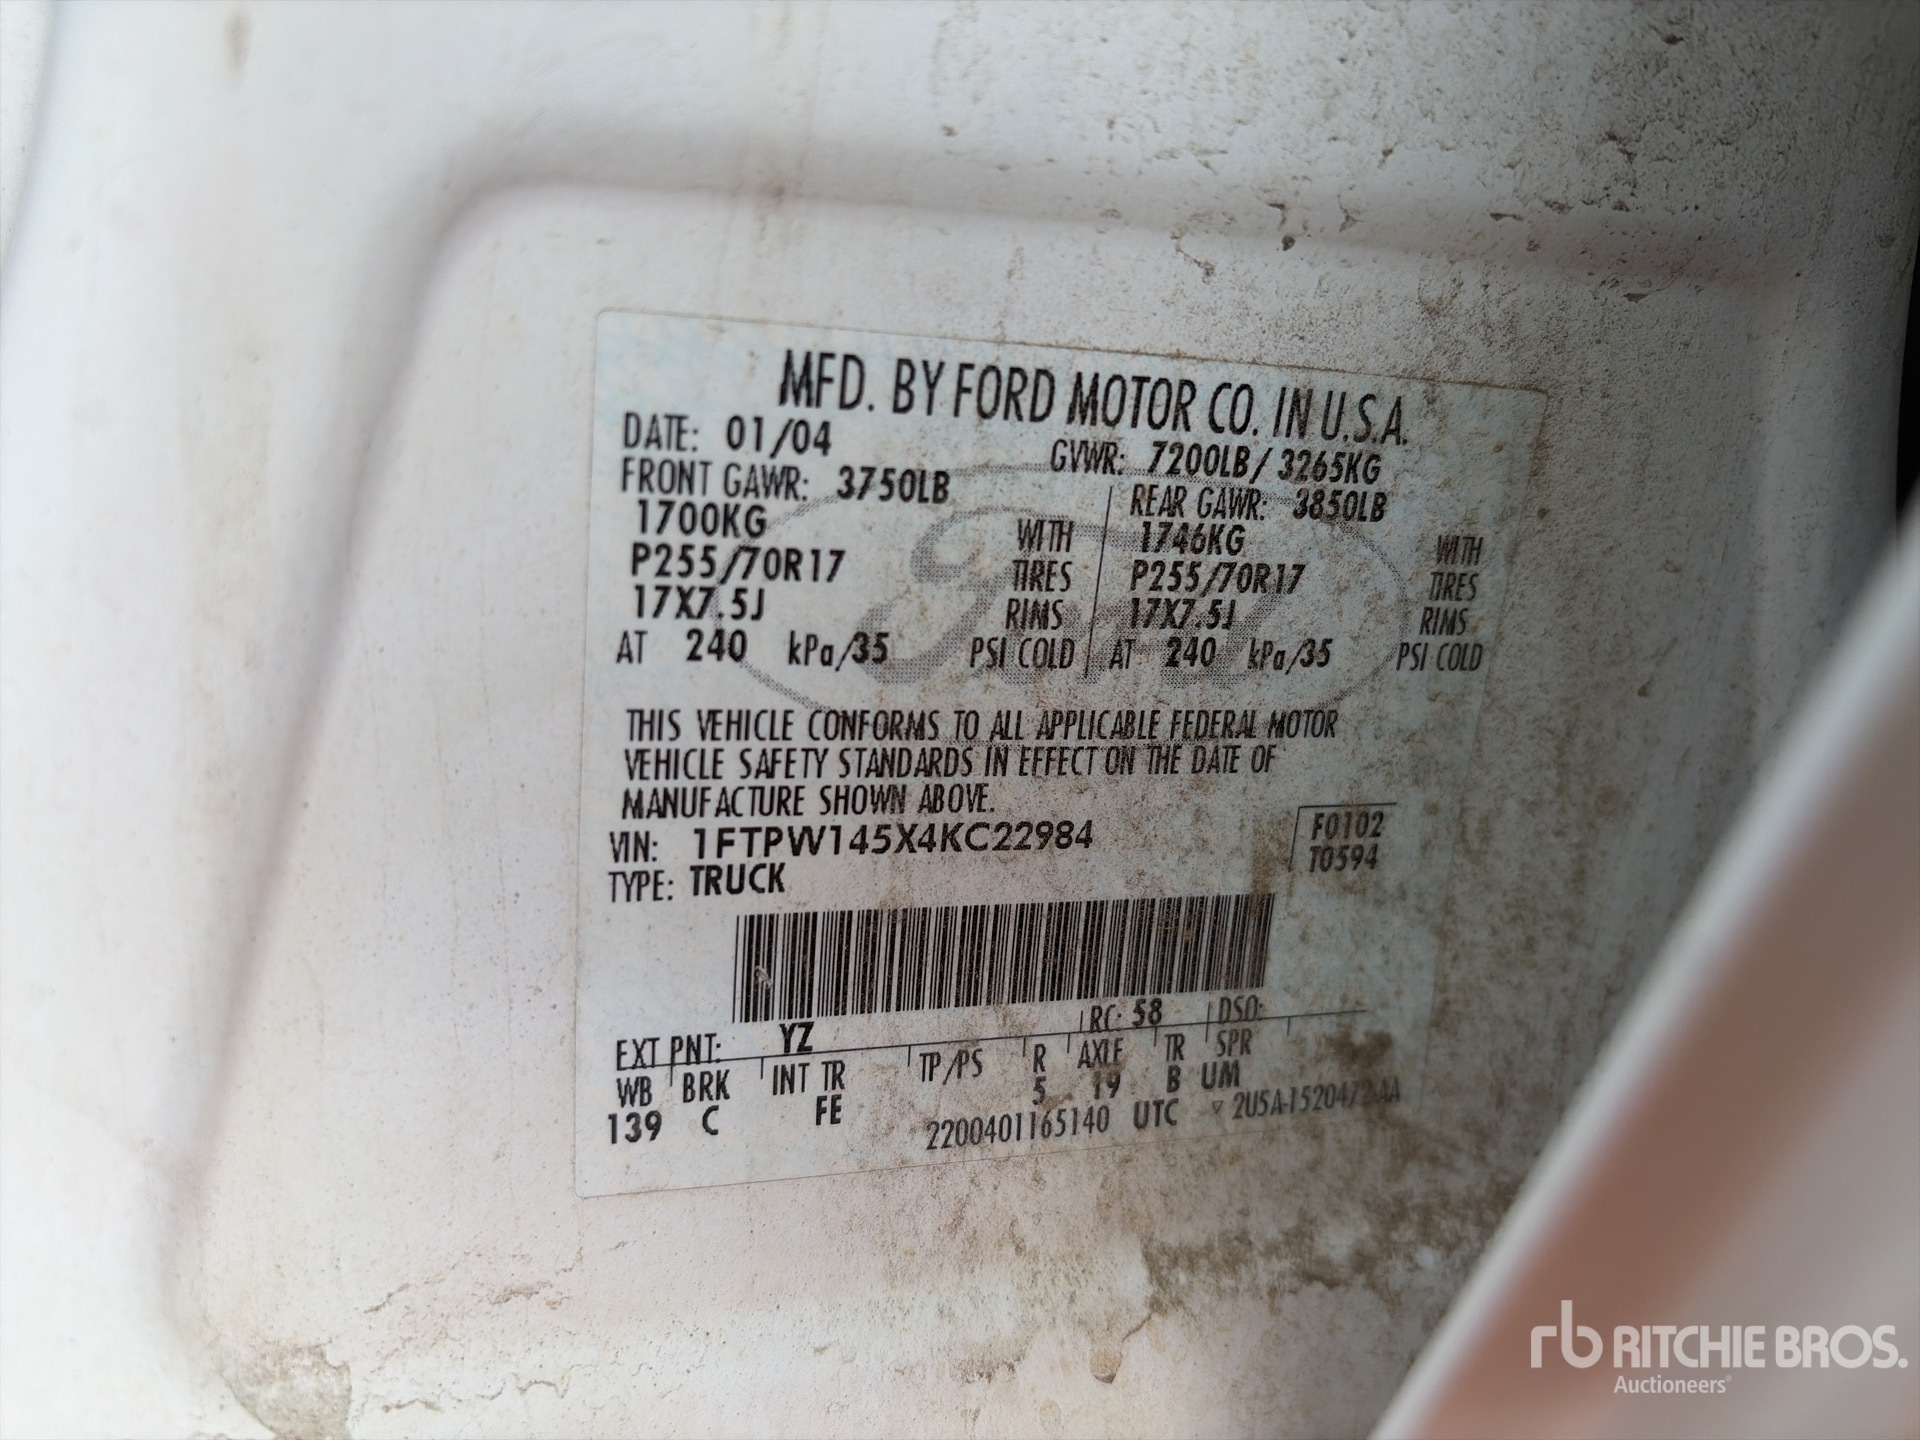 MFD. BY FORD MOTOR CO. IN U.S.A.
DATE: 01/04 GVWR: 7200LB/ 3265KG
FRONT GAWR: 3750LB REAR GAWR: 3850LB
1700KG WITH 1746KG WITH
P255/70R17 TIRES P255/70R17 TIRES
17X7.5J RIMS 17X7.5J RIMS
AT 240 kPa/35 PSI COLD AT 240 kPa/35 PSI COLD
Ford
THIS VEHICLE CONFORMS TO ALL APPLICABLE FEDERAL MOTOR
VEHICLE SAFETY STANDARDS IN EFFECT ON THE DATE OF
MANUFACTURE SHOWN ABOVE.
VIN: 1FTPW145X4KC22984 F0102
TYPE: TRUCK T0594
EXT PNT: YZ RC: 58 DSO:
WB BRK INT TR TP/PS R AXLE TR SPR
139 C FE 5 19 B UM
2200401165140 UTC ▽ 2U5A-1520472-AA
rb RITCHIE BROS.
Auctioneers